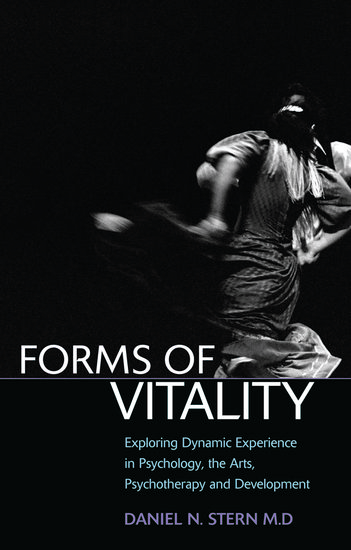 FORMS OF
VITALITY
Exploring Dynamic Experience
in Psychology, the Arts,
Psychotherapy and Development
DANIEL N. STERN M.D